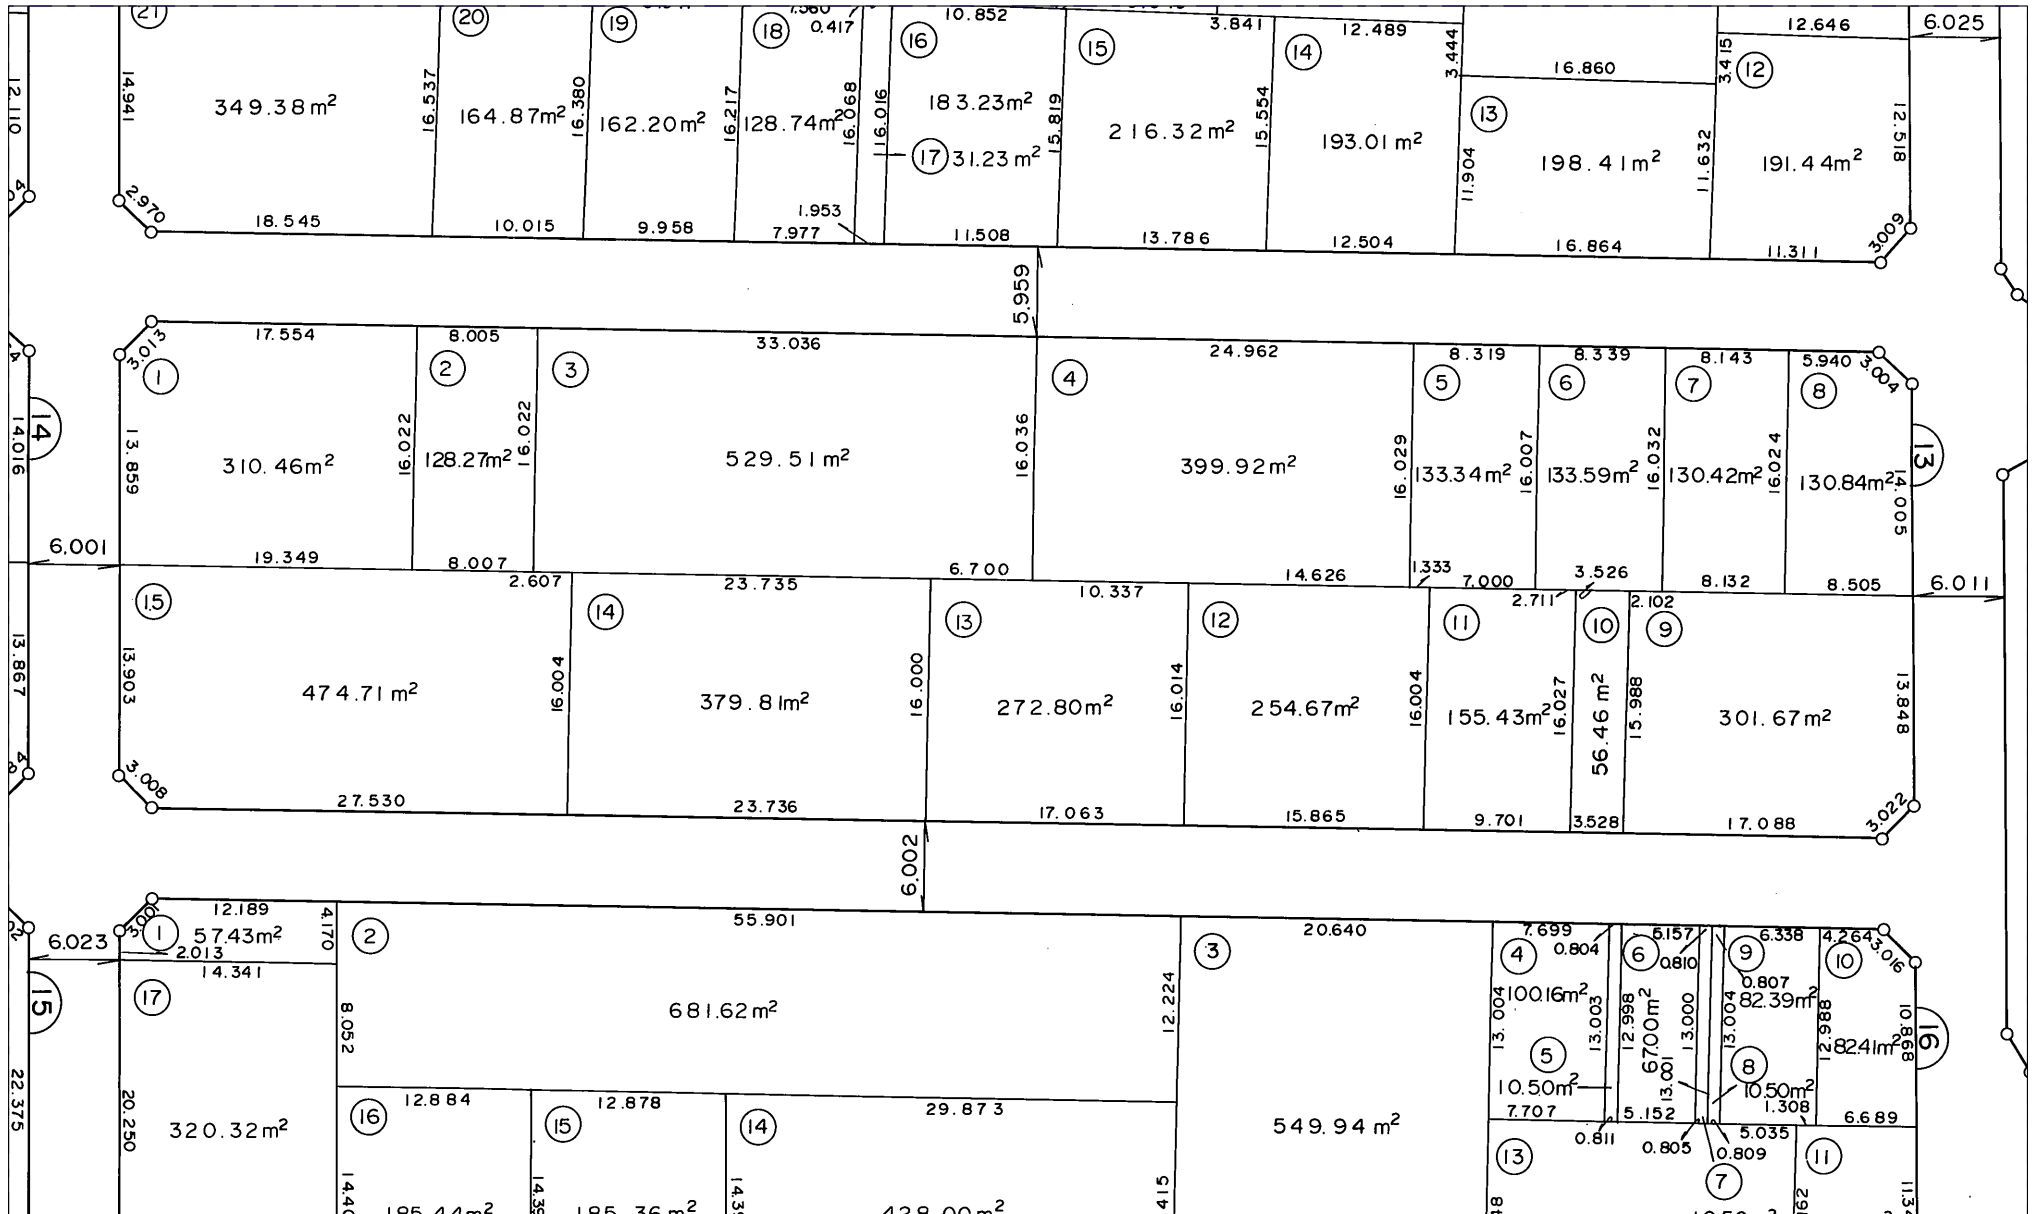 21 20 19 18 0.417 16 10.852 15 3.841 14 12.489 3.444 16.860 3.415 12 12.646 6.025
12.110 14.941 349.38m² 16.537 164.87m² 16.380 162.20m² 16.217 128.74m² 16.068 16.016 183.23m² 15.819 216.32m² 15.554 193.01m² 13 11.904 198.41m² 11.632 191.44m² 12.518
17 31.23m²
2.970 18.545 10.015 9.958 7.977 1.953 11.508 13.786 12.504 16.864 11.311 3.009
5.959
3.013 17.554 8.005 33.036 24.962 8.319 8.339 8.143 5.940 3.004
1 2 3 4 5 6 7 8
14 14.016 13.859 310.46m² 16.022 128.27m² 16.022 529.51m² 16.036 399.92m² 16.029 133.34m² 16.007 133.59m² 16.032 130.42m² 16.024 130.84m² 14.005 13
6.001 19.349 8.007 6.700 14.626 1.333 7.000 3.526 8.132 8.505 6.011
2.607 23.735 10.337 2.711 2.102
15 14 13 12 11 10 9
13.867 13.903 474.71m² 16.004 379.81m² 16.000 272.80m² 16.014 254.67m² 16.004 155.43m² 16.027 56.46m² 15.988 301.67m² 13.848
3.008 27.530 23.736 17.063 15.865 9.701 3.528 17.088 3.022
6.002
12.189 4.170 55.901 20.640 7.699 0.804 6.338 4.264 3.016
6.023 1 57.43m² 2 3 4 6 0.810 9 10
2.013 14.341 0.807
15 17 8.052 681.62m² 12.224 13.004 100.16m² 13.003 12.998 67.00m² 13.000 13.004 82.39m² 12.988 82.41m² 10.868 16
5 10.50m² 13.001 8 10.50m²
22.375 20.250 320.32m² 12.884 12.878 29.873 549.94m² 7.707 0.811 5.152 0.805 0.809 5.035 1.308 6.689
16 15 14 13 7 11
185.44m² 185.36m² 428.00m²